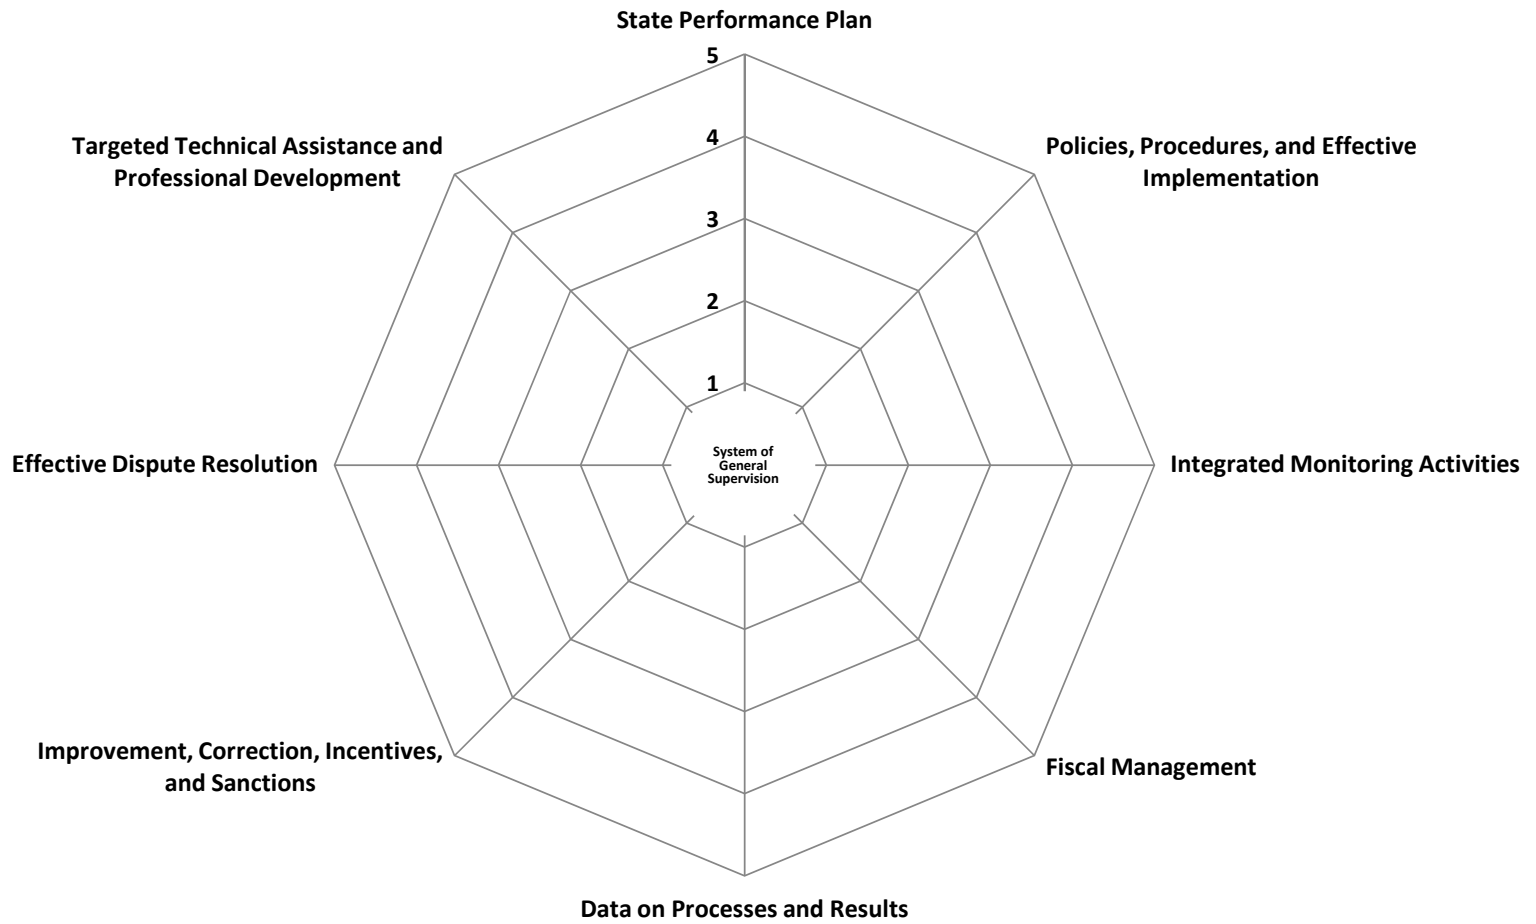 State Performance Plan
5
Targeted Technical Assistance and
Professional Development
4
Policies, Procedures, and Effective
Implementation
3
2
1
Effective Dispute Resolution
System of
General
Supervision
Integrated Monitoring Activities
Improvement, Correction, Incentives,
and Sanctions
Fiscal Management
Data on Processes and Results